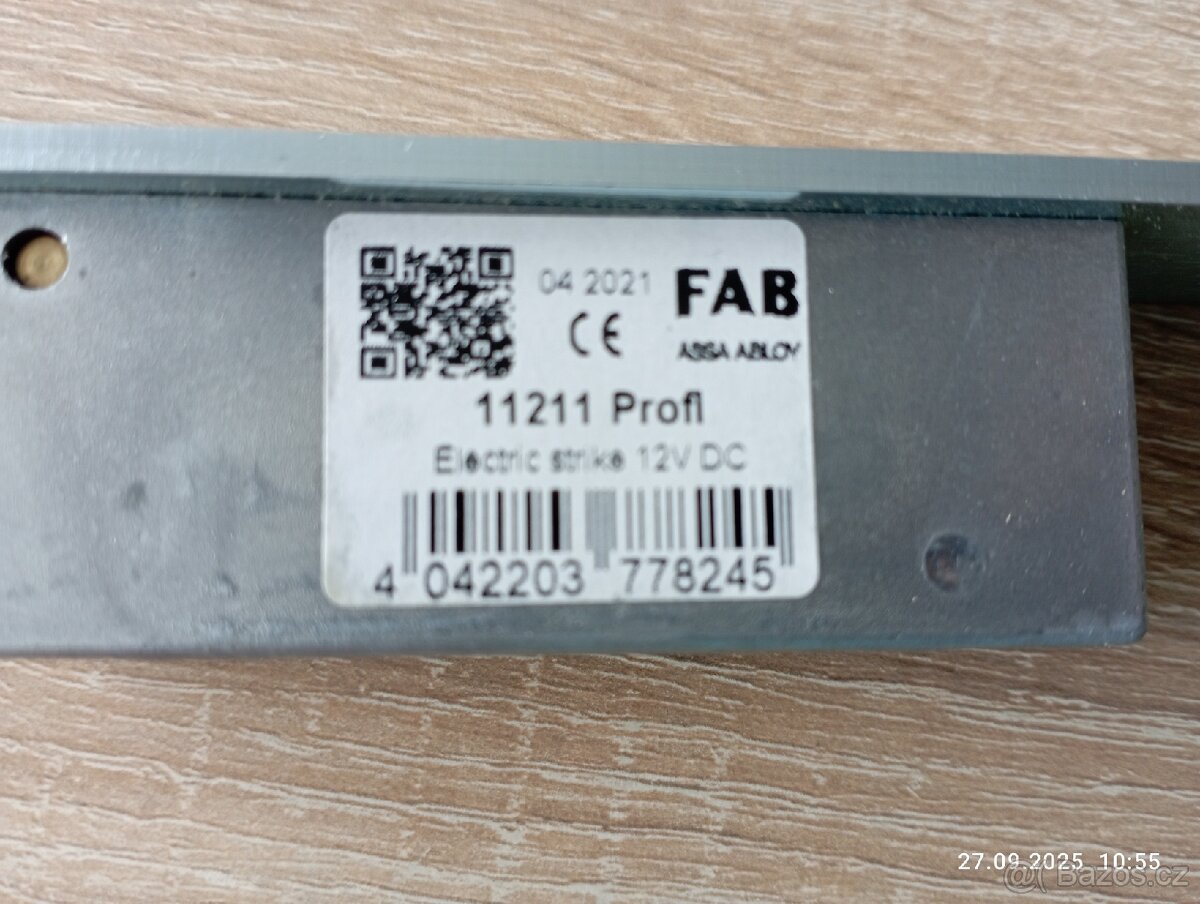 04 2021 FAB
CE ASSA ABLOY
11211 Profi
Electric strike 12V DC
4 042203 778245
27.09.2025 10:55
@( Bazos.cz